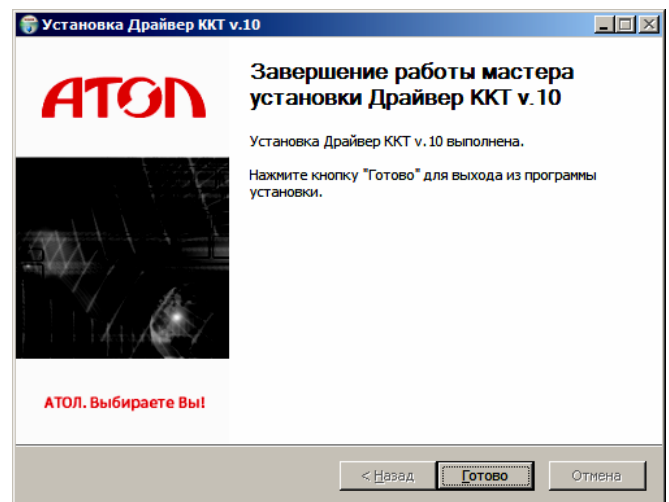 Установка Драйвер ККТ v.10
АТОЛ
Завершение работы мастера
установки Драйвер ККТ v.10
Установка Драйвер ККТ v.10 выполнена.
Нажмите кнопку "Готово" для выхода из программы
установки.
АТОЛ. Выбираете Вы!
< Назад
Готово
Отмена